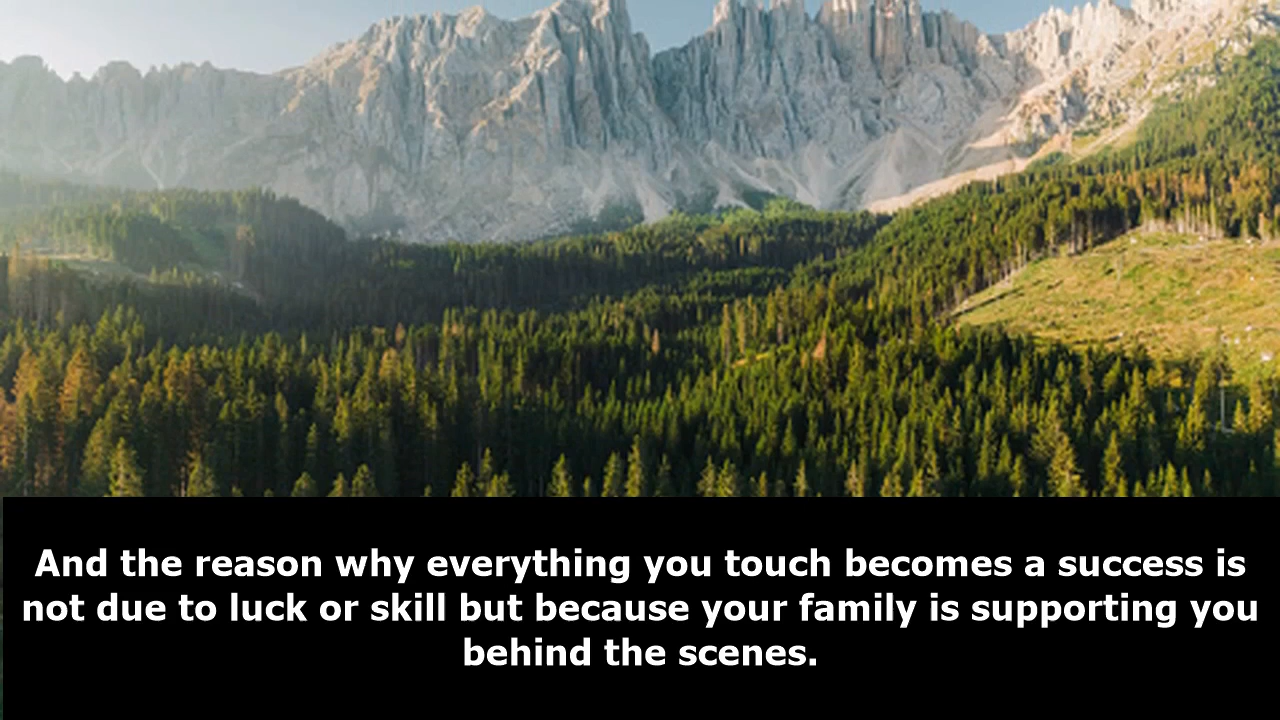 And the reason why everything you touch becomes a success is
not due to luck or skill but because your family is supporting you
behind the scenes.